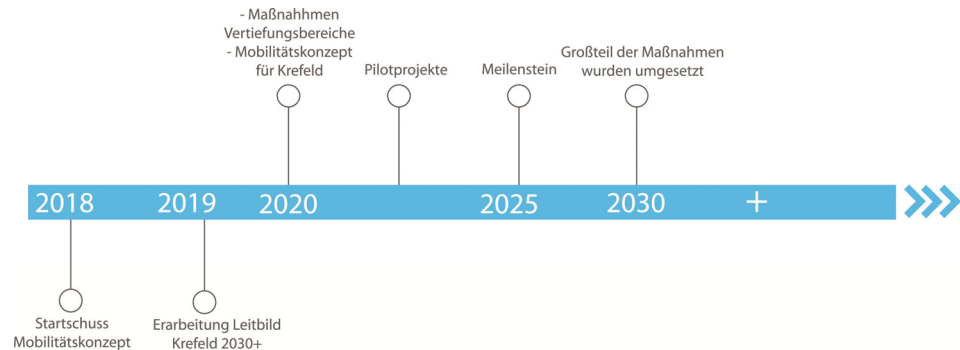 - Maßnahhmen
Vertiefungsbereiche
- Mobilitätskonzept
für Krefeld
Pilotprojekte
Meilenstein
Großteil der Maßnahmen
wurden umgesetzt
2018
2019
2020
2025
2030
+
Startschuss
Mobilitätskonzept
Erarbeitung Leitbild
Krefeld 2030+